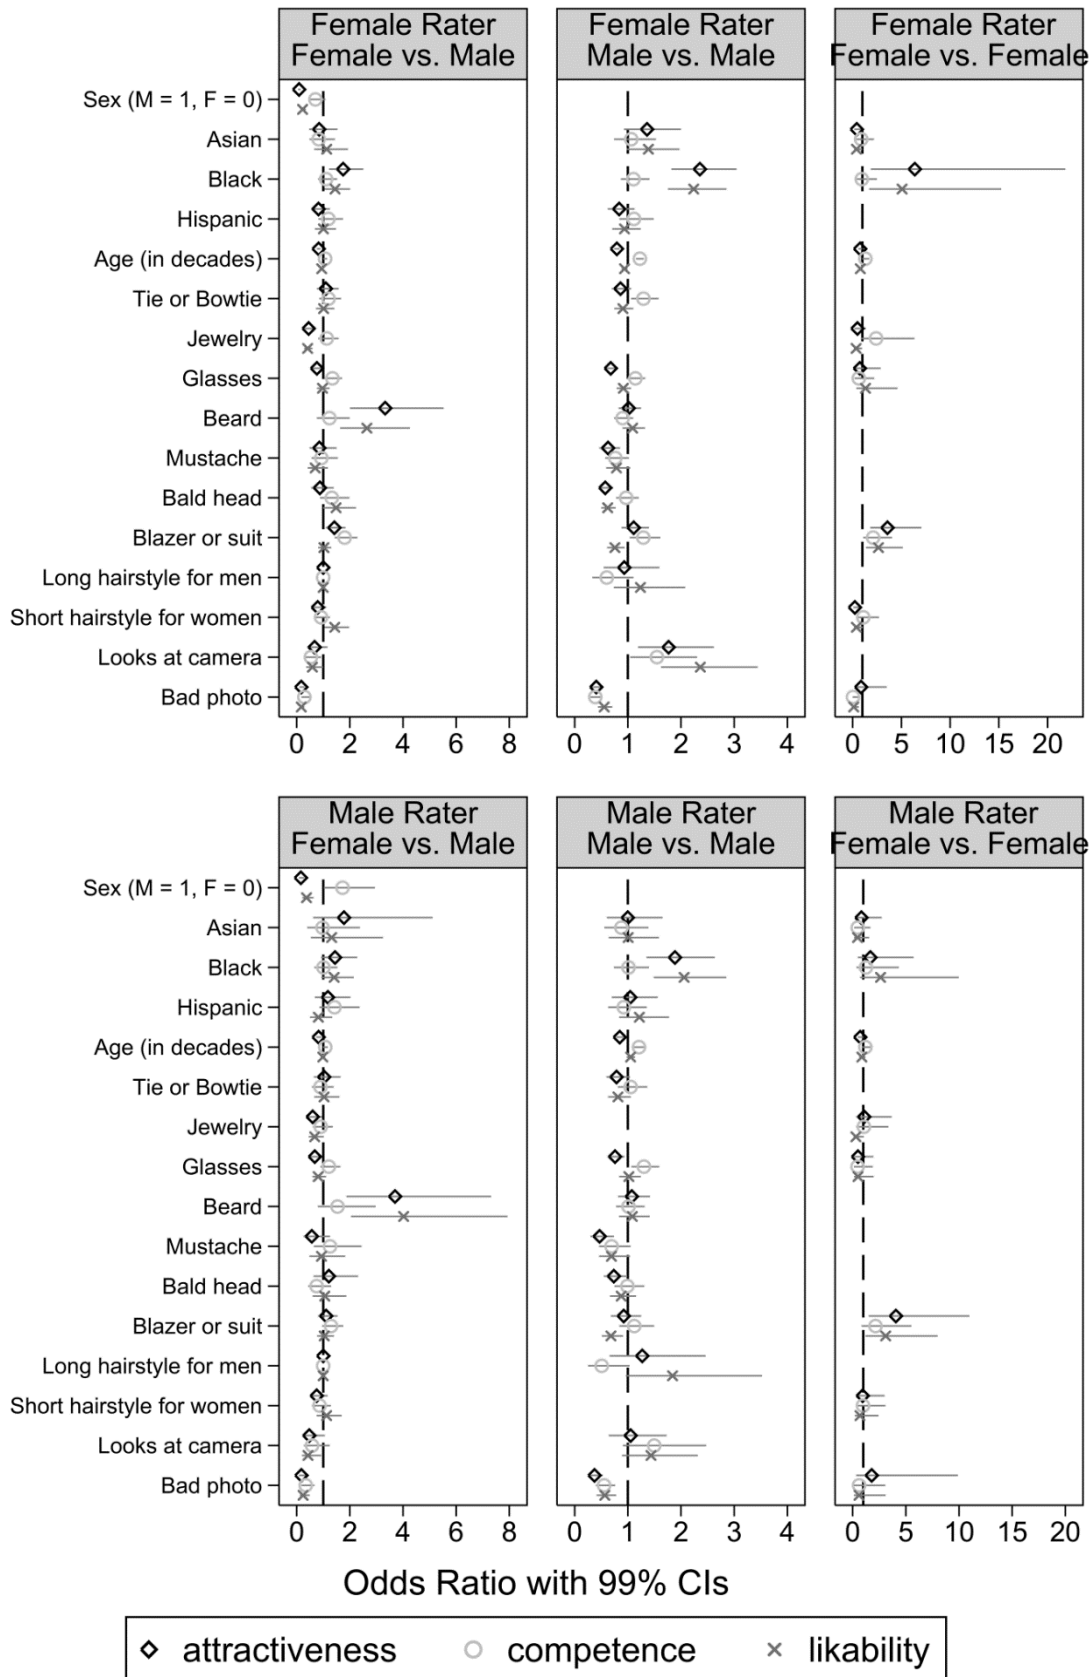 Female Rater
Female vs. Male
Female Rater
Male vs. Male
Female Rater
Female vs. Female
Sex (M = 1, F = 0)
Asian
Black
Hispanic
Age (in decades)
Tie or Bowtie
Jewelry
Glasses
Beard
Mustache
Bald head
Blazer or suit
Long hairstyle for men
Short hairstyle for women
Looks at camera
Bad photo
0 2 4 6 8
0 1 2 3 4
0 5 10 15 20
Male Rater
Female vs. Male
Male Rater
Male vs. Male
Male Rater
Female vs. Female
Sex (M = 1, F = 0)
Asian
Black
Hispanic
Age (in decades)
Tie or Bowtie
Jewelry
Glasses
Beard
Mustache
Bald head
Blazer or suit
Long hairstyle for men
Short hairstyle for women
Looks at camera
Bad photo
0 2 4 6 8
0 1 2 3 4
0 5 10 15 20
Odds Ratio with 99% CIs
attractiveness competence likability